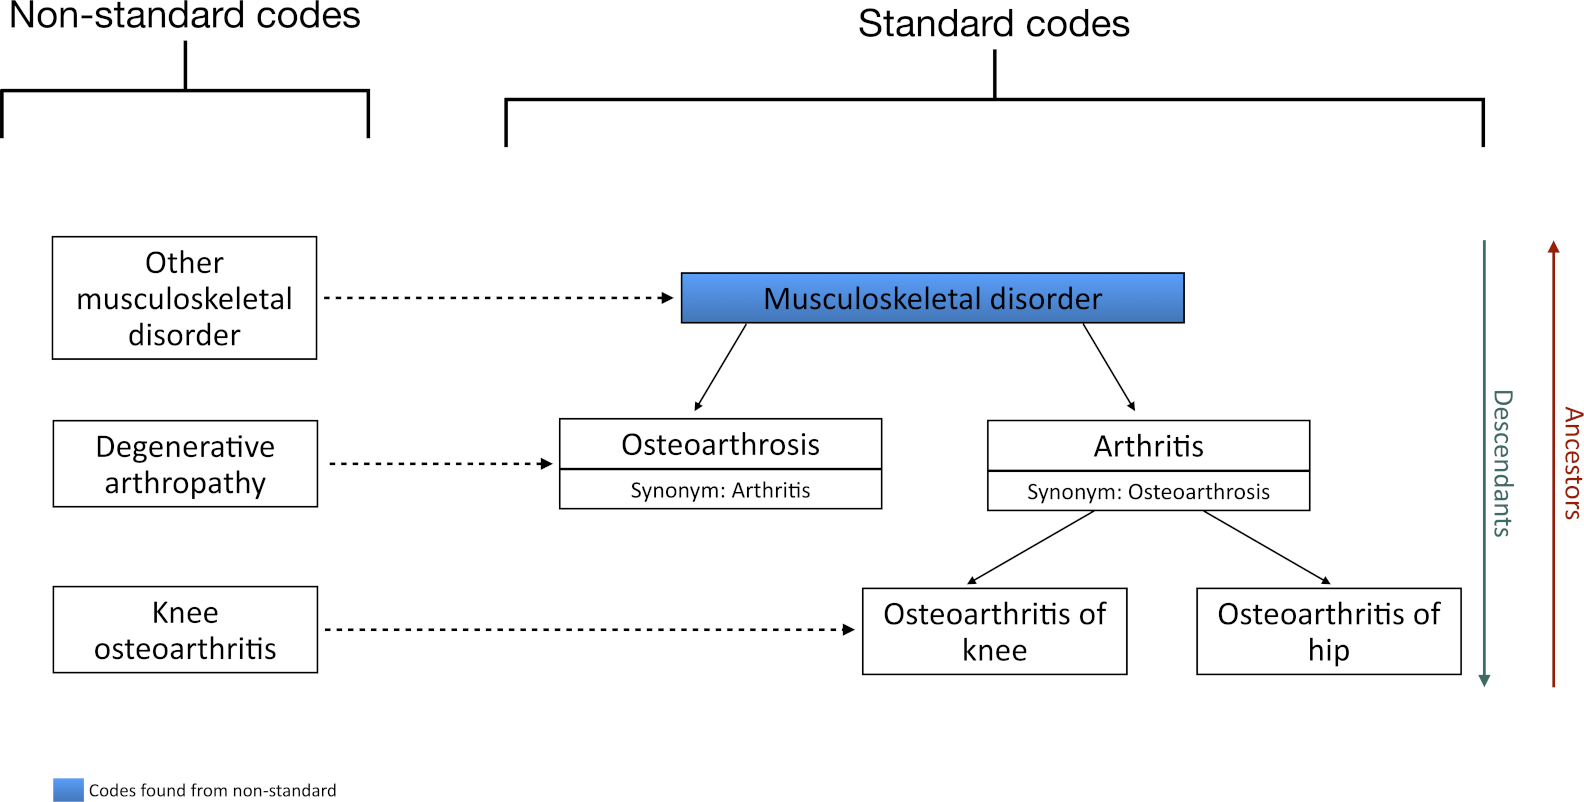 Non-standard codes
Standard codes
Other
musculoskeletal
disorder
Musculoskeletal disorder
Degenerative
arthropathy
Osteoarthrosis
Synonym: Arthritis
Arthritis
Synonym: Osteoarthrosis
Knee
osteoarthritis
Osteoarthritis of
knee
Osteoarthritis of
hip
Descendants
Ancestors
Codes found from non-standard